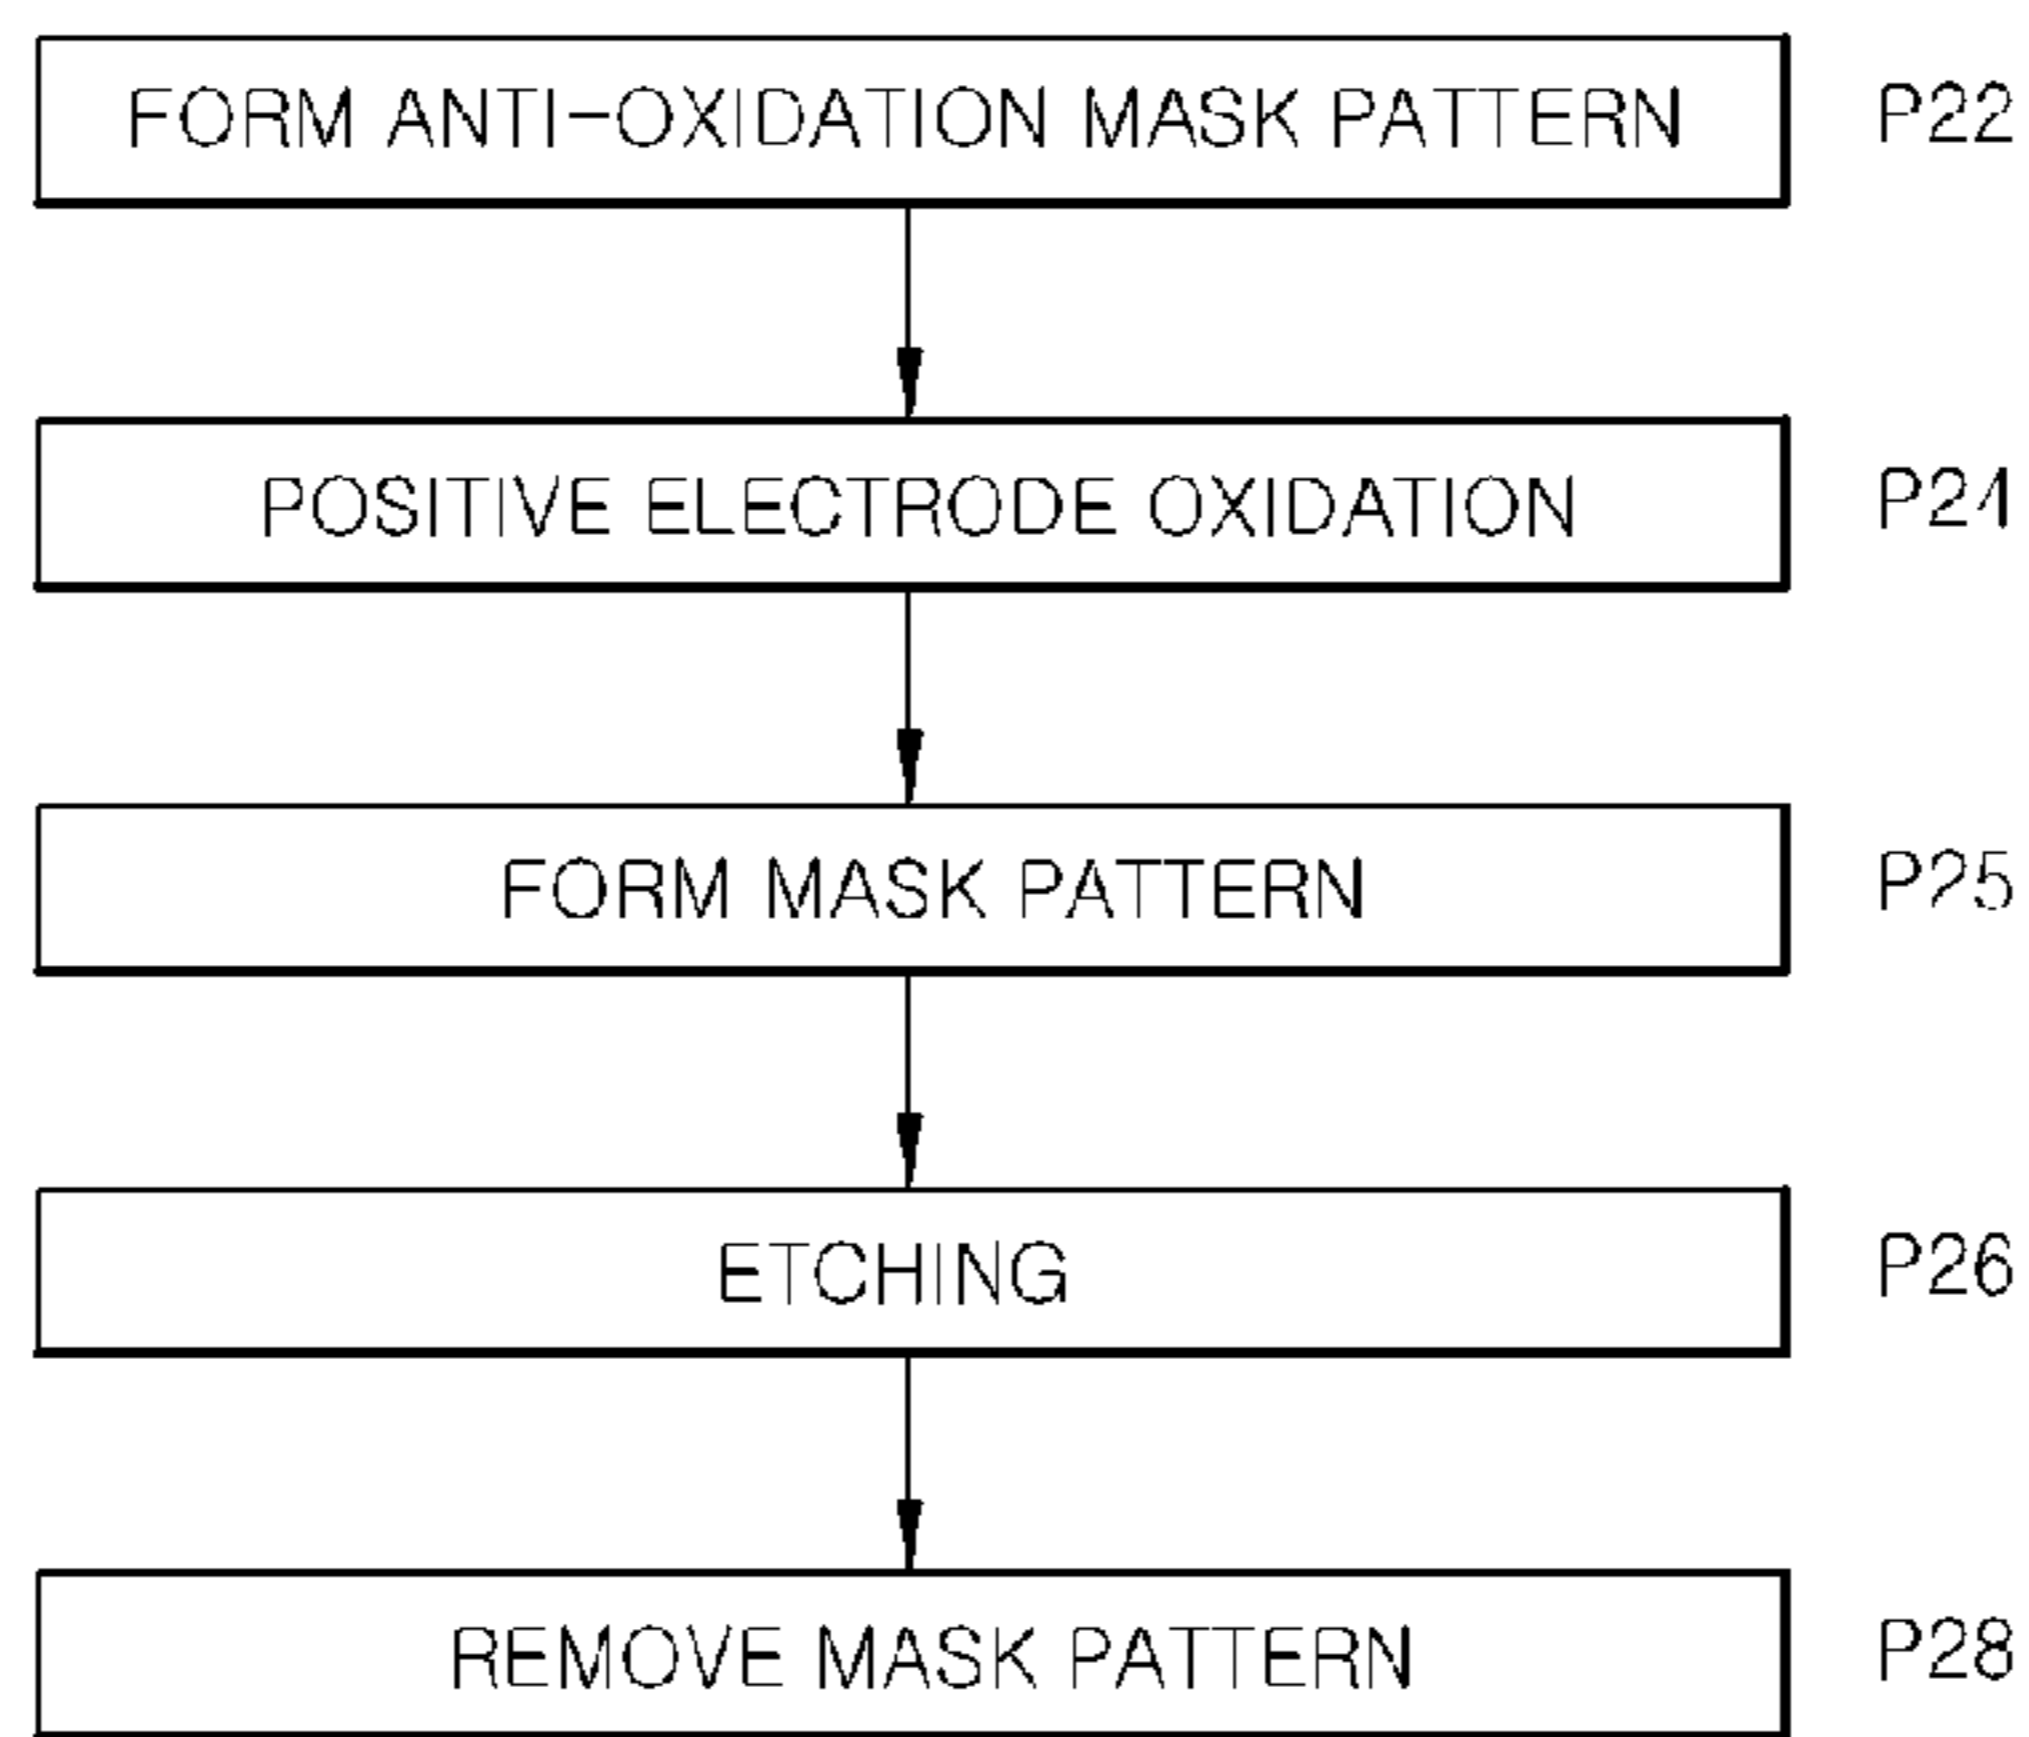 FORM ANTI-OXIDATION MASK PATTERN P22
POSITIVE ELECTRODE OXIDATION P24
FORM MASK PATTERN P25
ETCHING P26
REMOVE MASK PATTERN P28